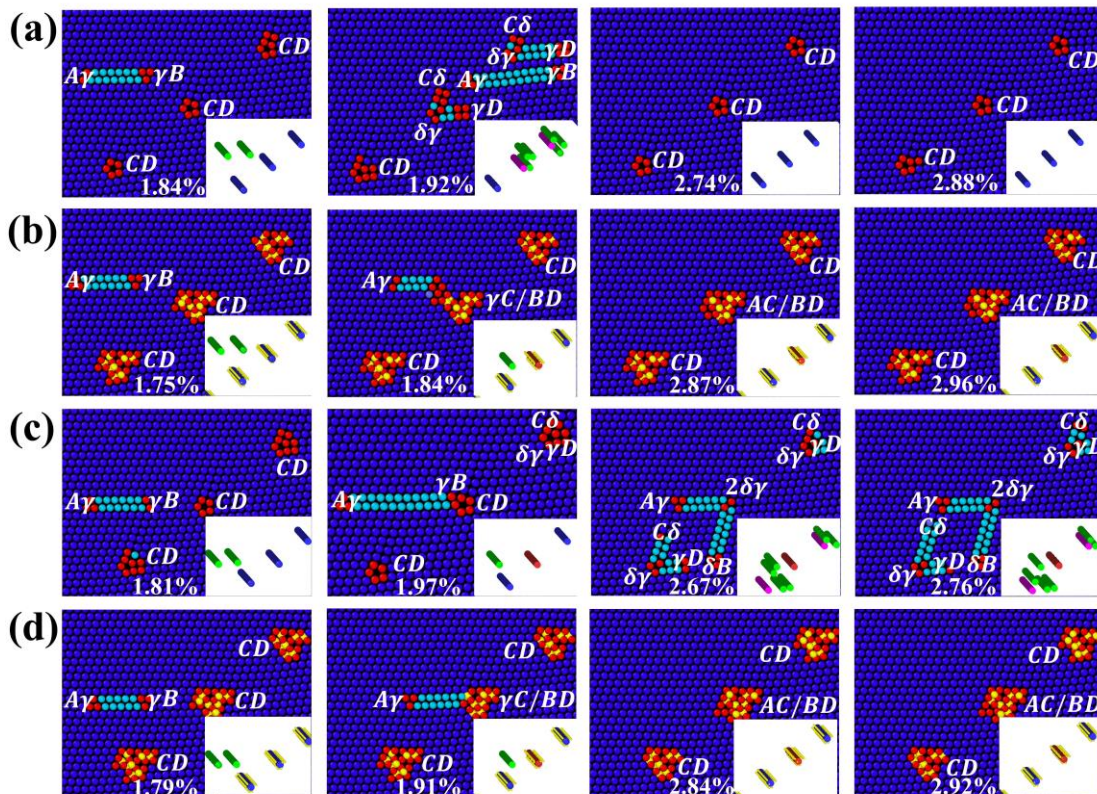 (a)
CD
Aγ γB
CD
CD
1.84%
Cδ
δγ γD
Aγ γB
Cδ
γD
δγ
CD
1.92%
CD
CD
CD
2.74%
CD
CD
CD
2.88%
(b)
CD
Aγ γB
CD
CD
1.75%
CD
Aγ
γC/BD
CD
1.84%
CD
AC/BD
CD
2.87%
CD
AC/BD
CD
2.96%
(c)
CD
Aγ γB CD
CD
1.81%
Cδ
δγ γD
γB
Aγ CD
CD
1.97%
Cδ
δγ γD
2δγ
Aγ
Cδ
γD δB
δγ
2.67%
Cδ
δγ γD
2δγ
Aγ
Cδ
γD δB
δγ
2.76%
(d)
CD
Aγ γB CD
CD
1.79%
CD
Aγ γC/BD
CD
1.91%
CD
AC/BD
CD
2.84%
CD
AC/BD
CD
2.92%